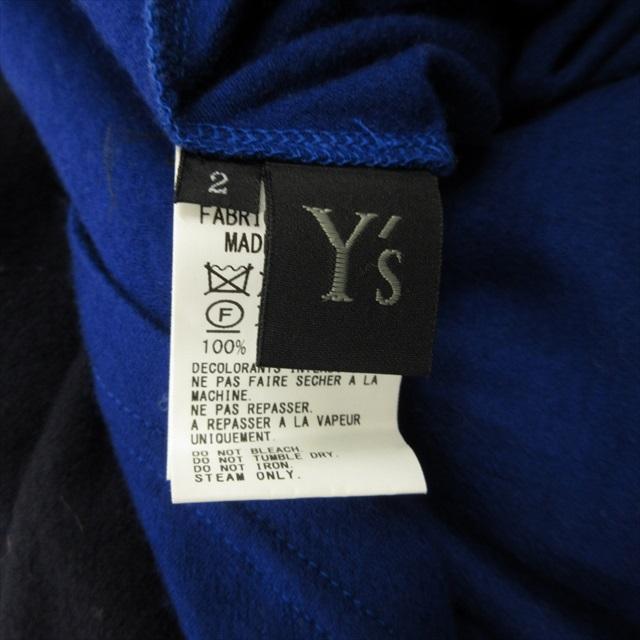 2
Y's
MAD
F
100%
DECOLORANTS
NE PAS FAIRE SECHER A LA
MACHINE.
NE PAS REPASSER.
A REPASSER A LA VAPEUR
UNIQUEMENT.
DO NOT BLEACH.
DO NOT TUMBLE DRY.
DO NOT IRON.
STEAM ONLY.